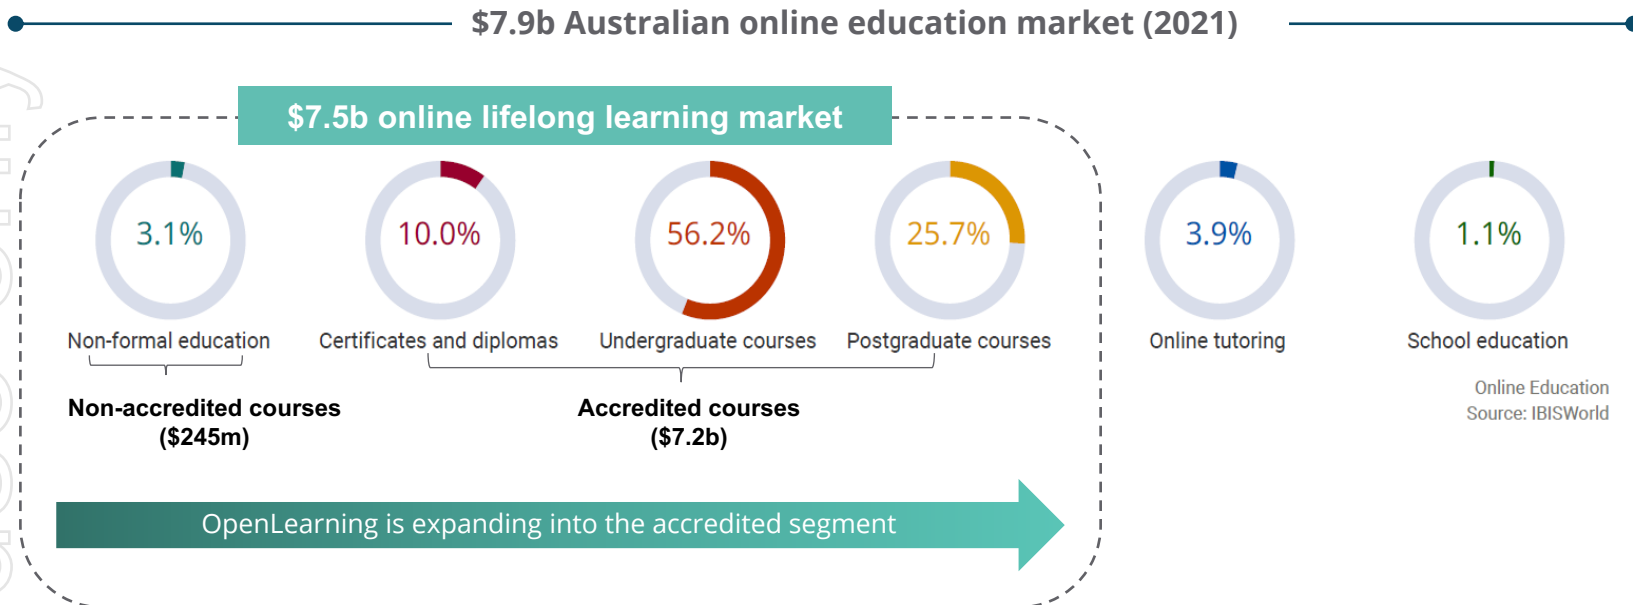 $7.9b Australian online education market (2021)
$7.5b online lifelong learning market
3.1%
10.0%
56.2%
25.7%
3.9%
1.1%
Non-formal education
Certificates and diplomas
Undergraduate courses
Postgraduate courses
Online tutoring
School education
Non-accredited courses
($245m)
Accredited courses
($7.2b)
Online Education
Source: IBISWorld
OpenLearning is expanding into the accredited segment